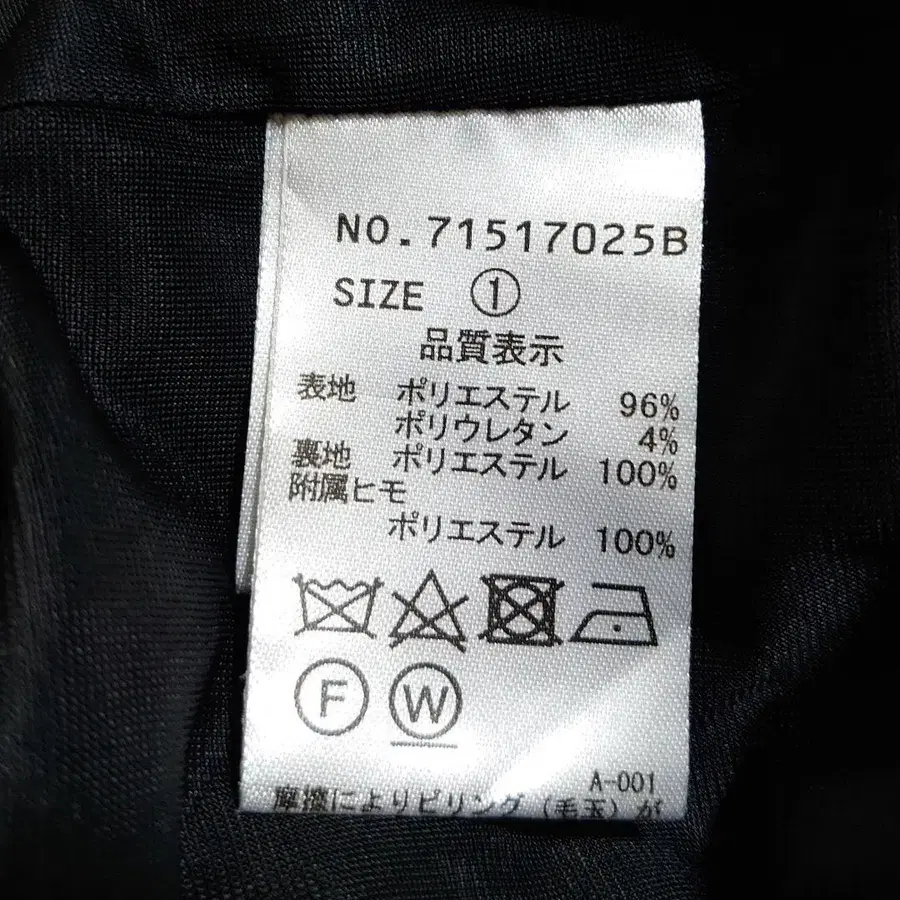 NO.71517025B
SIZE ①
品質表示
表地 ポリエステル 96%
ポリウレタン 4%
裏地 ポリエステル 100%
附属ヒモ
ポリエステル 100%
F W
A-001
摩擦によりピリング(毛玉)が